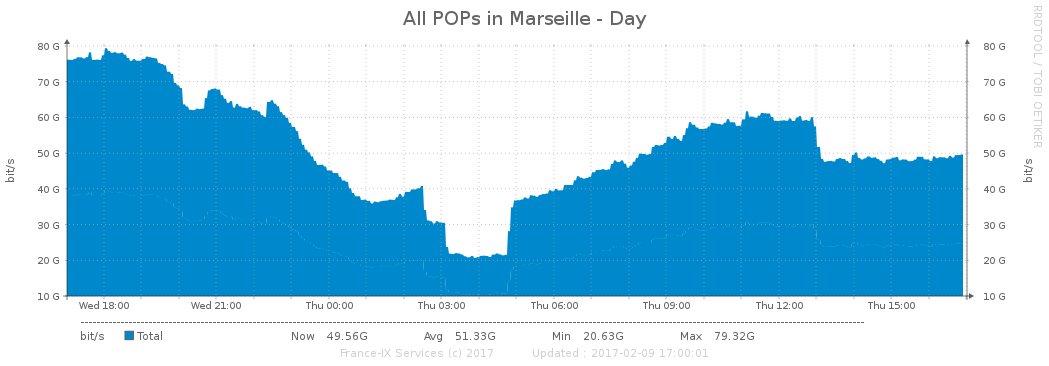 All POPs in Marseille - Day
RRDTOOL / TOBI OETIKER
80 G 80 G
70 G 70 G
60 G 60 G
50 G 50 G
40 G 40 G
30 G 30 G
20 G 20 G
10 G 10 G
bit/s
bit/s
Wed 18:00 Wed 21:00 Thu 00:00 Thu 03:00 Thu 06:00 Thu 09:00 Thu 12:00 Thu 15:00
bit/s Total Now 49.56G Avg 51.33G Min 20.63G Max 79.32G
France-IX Services (c) 2017 Updated : 2017-02-09 17:00:01